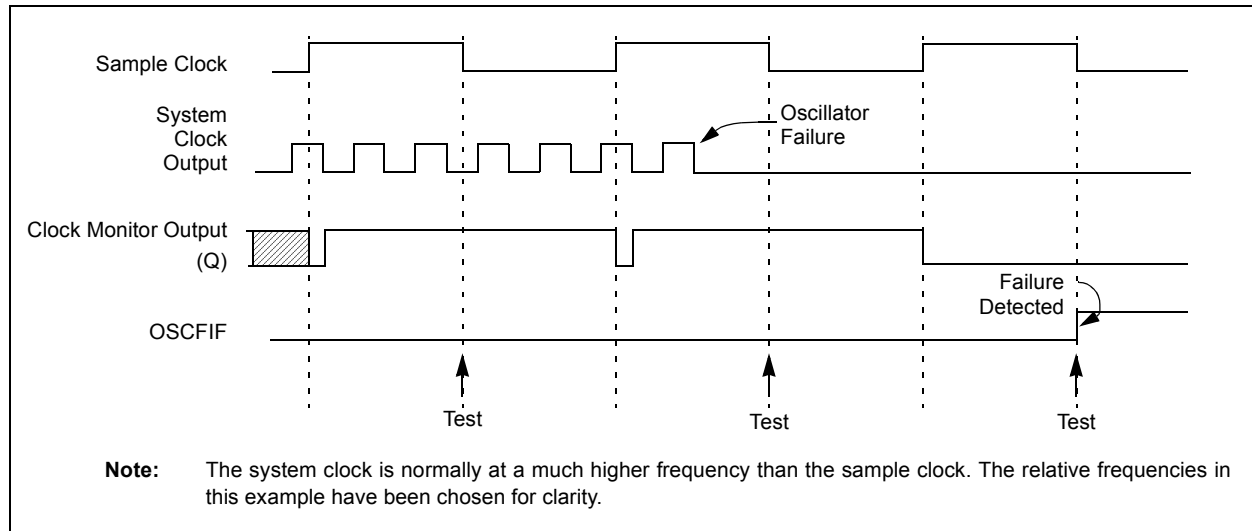 Sample Clock
System
Clock
Output
Oscillator
Failure
Clock Monitor Output
(Q)
Failure
Detected
OSCFIF
Test
Test
Test
Note: The system clock is normally at a much higher frequency than the sample clock. The relative frequencies in
this example have been chosen for clarity.